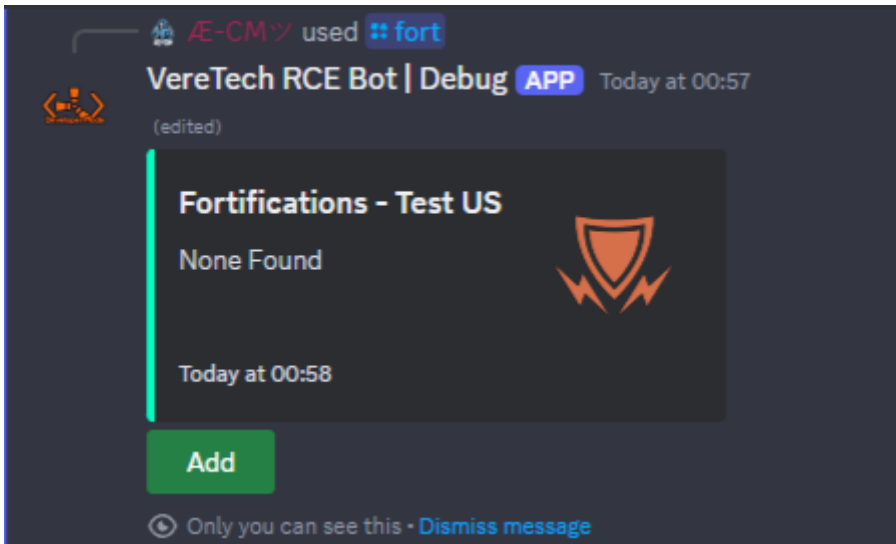 Æ-CMツ used fort
VereTech RCE Bot | Debug APP Today at 00:57
(edited)
Fortifications - Test US
None Found
Today at 00:58
Add
Only you can see this • Dismiss message